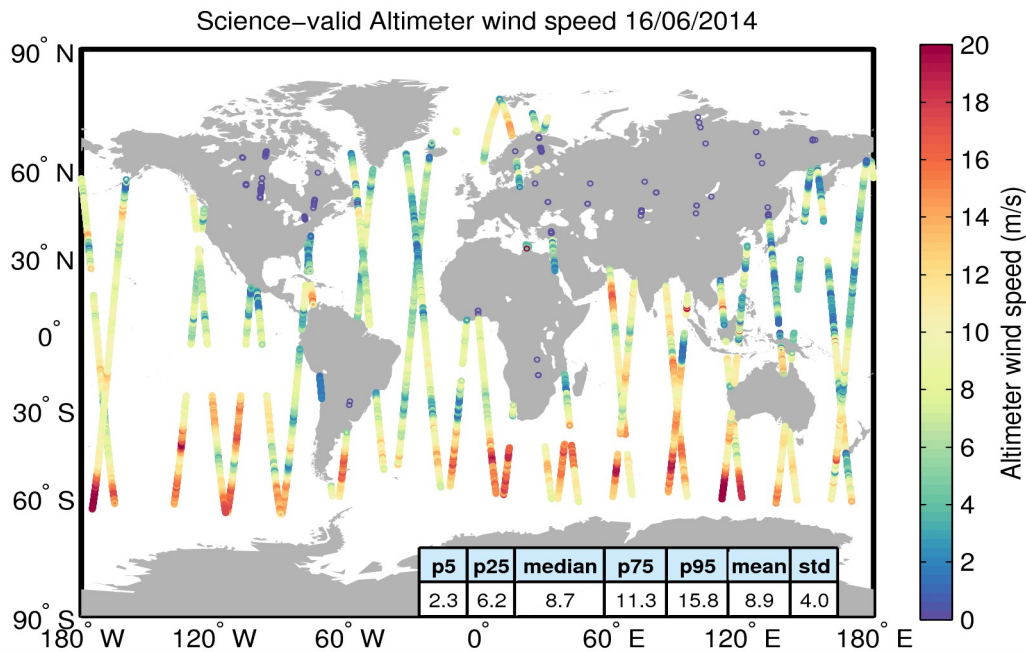 Science−valid Altimeter wind speed 16/06/2014
90° N
60° N
30° N
0°
30° S
60° S
90° S
180° W
120° W
60° W
0°
60° E
120° E
180° E
p5 p25 median p75 p95 mean std
2.3 6.2 8.7 11.3 15.8 8.9 4.0
20
18
16
14
12
10
8
6
4
2
0
Altimeter wind speed (m/s)